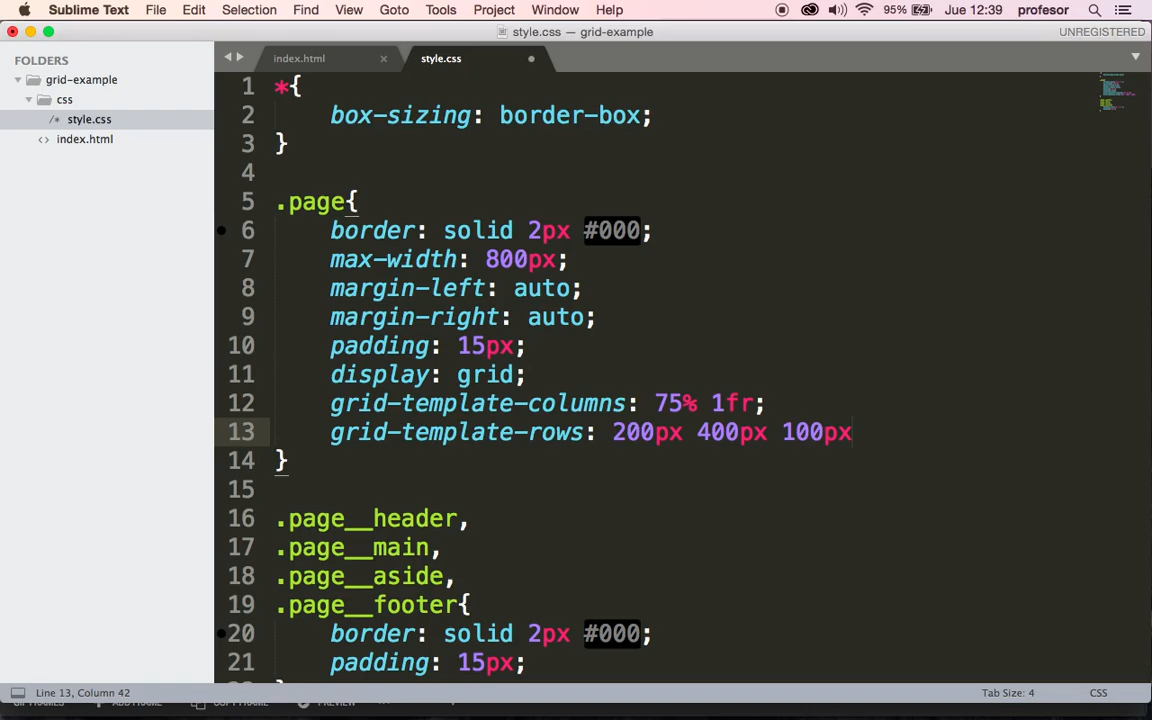 Sublime Text File Edit Selection Find View Goto Tools Project Window Help 95% Jue 12:39 profesor
style.css — grid-example UNREGISTERED
FOLDERS
grid-example
css
/* style.css
<> index.html
index.html × style.css
1 *{
2 box-sizing: border-box;
3 }
4
5 .page{
6 border: solid 2px #000;
7 max-width: 800px;
8 margin-left: auto;
9 margin-right: auto;
10 padding: 15px;
11 display: grid;
12 grid-template-columns: 75% 1fr;
13 grid-template-rows: 200px 400px 100px
14 }
15
16 .page__header,
17 .page__main,
18 .page__aside,
19 .page__footer{
20 border: solid 2px #000;
21 padding: 15px;
Line 13, Column 42 Tab Size: 4 CSS